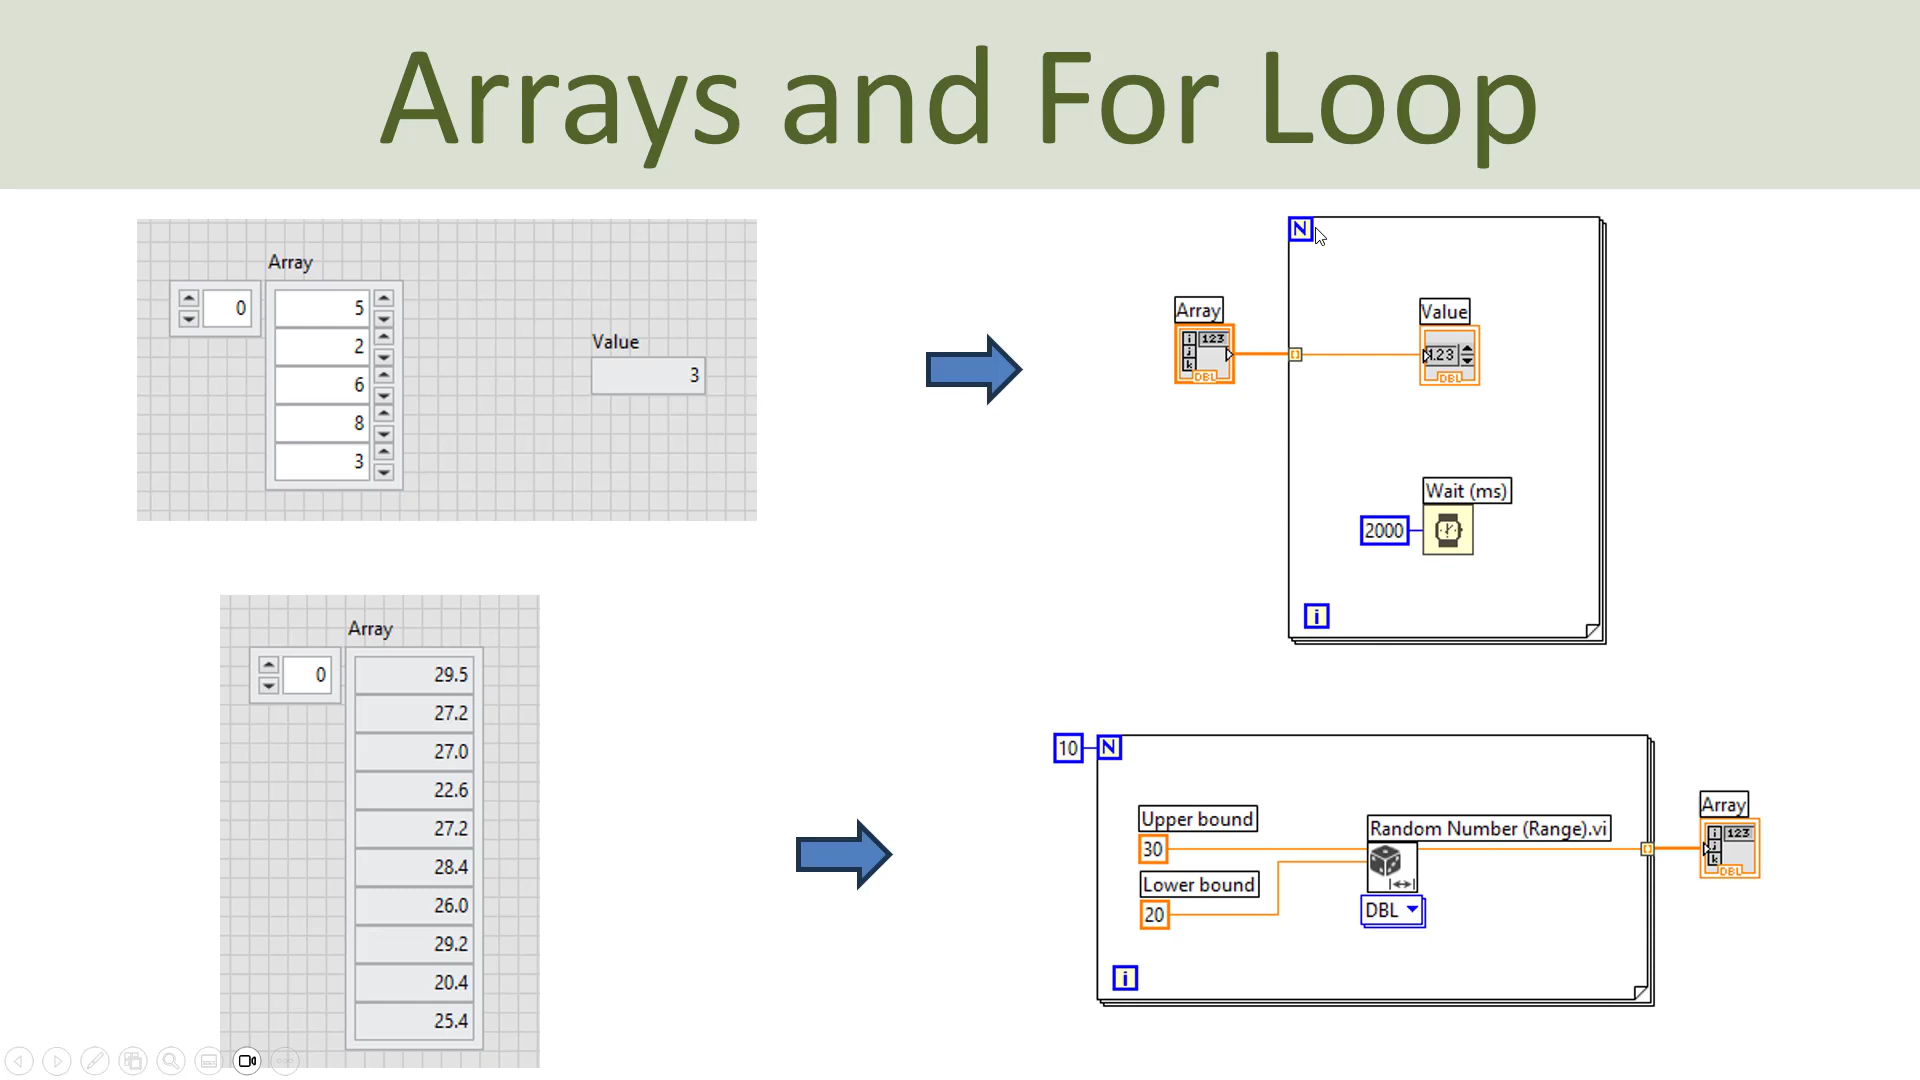 Arrays and For Loop
Array
0
5
2
6
8
3
Value
3
N
Array
i
j
k
123
DBL
Value
1.23
DBL
Wait (ms)
2000
i
Array
0
29.5
27.2
27.0
22.6
27.2
28.4
26.0
29.2
20.4
25.4
10
N
Upper bound
30
Lower bound
20
Random Number (Range).vi
DBL
i
Array
i
j
k
123
DBL